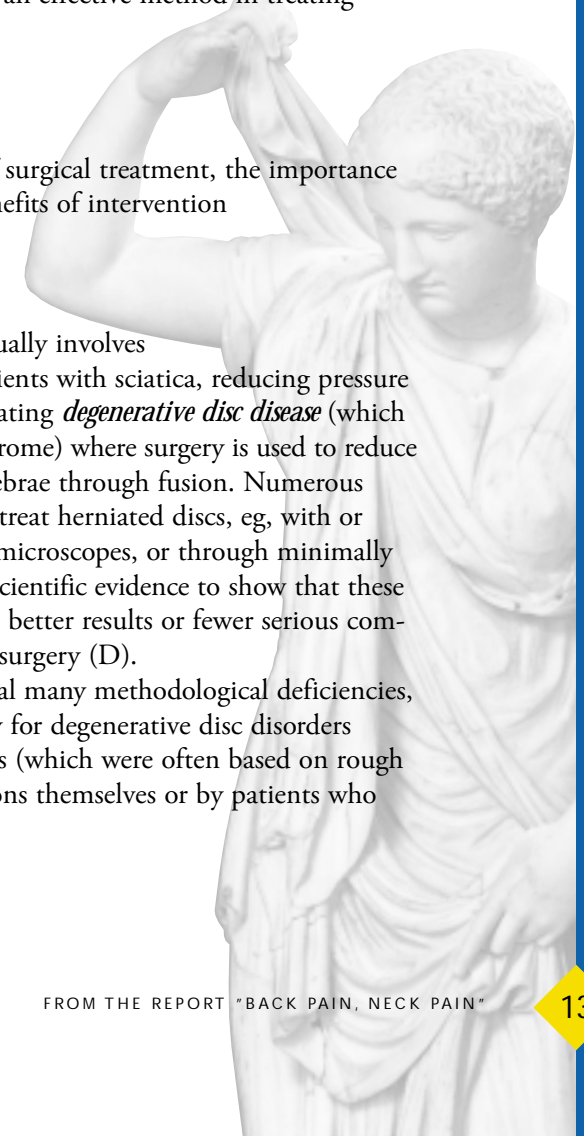 an effective method in treating
surgical treatment, the importance
nefits of intervention
ually involves
ients with sciatica, reducing pressure
ating degenerative disc disease (which
rome) where surgery is used to reduce
ebrae through fusion. Numerous
treat herniated discs, eg, with or
microscopes, or through minimally
cientific evidence to show that these
better results or fewer serious com-
surgery (D).
al many methodological deficiencies,
y for degenerative disc disorders
s (which were often based on rough
ons themselves or by patients who
FROM THE REPORT "BACK PAIN, NECK PAIN"
13